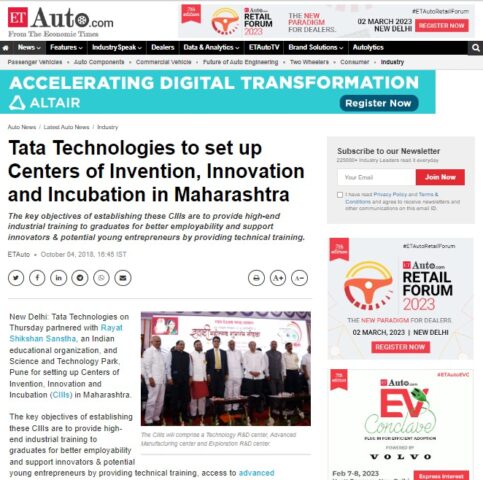 ET Auto.com
From The Economic Times
7th edition
ET Auto.com
RETAIL
FORUM
2023
THE NEW PARADIGM
FOR DEALERS.
#ETAutoRetailForum
02 MARCH 2023
NEW DELHI
REGISTER NOW
News Features IndustrySpeak Dealers Data & Analytics ETAutoTV Brand Solutions Autolytics
Passenger Vehicles • Auto Components • Commercial Vehicle • Future of Auto Engineering • Two Wheelers • Consumer • Industry
ACCELERATING DIGITAL TRANSFORMATION
ALTAIR
Register Now
Auto News / Latest Auto News / Industry
Tata Technologies to set up
Centers of Invention, Innovation
and Incubation in Maharashtra
The key objectives of establishing these CIIIs are to provide high-end
industrial training to graduates for better employability and support
innovators & potential young entrepreneurs by providing technical training.
ETAuto • October 04, 2018, 16:45 IST
A+
A-
New Delhi: Tata Technologies on
Thursday partnered with Rayat
Shikshan Sanstha, an Indian
educational organization, and
Science and Technology Park,
Pune for setting up Centers of
Invention, Innovation and
Incubation (CIIIs) in Maharashtra.
The key objectives of establishing
these CIIIs are to provide high-
end industrial training to
graduates for better employability
and support innovators & potential
young entrepreneurs by providing technical training, access to advanced
The CIIIs will comprise a Technology R&D center, Advanced
Manufacturing center and Exploration R&D center.
Subscribe to our Newsletter
225000+ Industry Leaders read it everyday
Your Email
Join Now
I have read Privacy Policy and Terms &
Conditions and agree to receive newsletters and
other communications on this email ID.
7th edition
#ETAutoRetailForum
ET Auto.com
RETAIL
FORUM
2023
THE NEW PARADIGM FOR DEALERS.
02 MARCH, 2023 | NEW DELHI
REGISTER NOW
7th edition
#ETAutoEVC
ET Auto.com
EV
Conclave
PLUG IN FOR EFFICIENT ADOPTION
POWERED BY
VOLVO
Feb 7-8, 2023
Express Interest